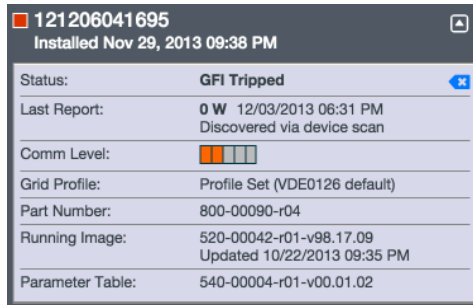 121206041695
Installed Nov 29, 2013 09:38 PM
Status: GFI Tripped
Last Report: 0 W 12/03/2013 06:31 PM
Discovered via device scan
Comm Level:
Grid Profile: Profile Set (VDE0126 default)
Part Number: 800-00090-r04
Running Image: 520-00042-r01-v98.17.09
Updated 10/22/2013 09:35 PM
Parameter Table: 540-00004-r01-v00.01.02